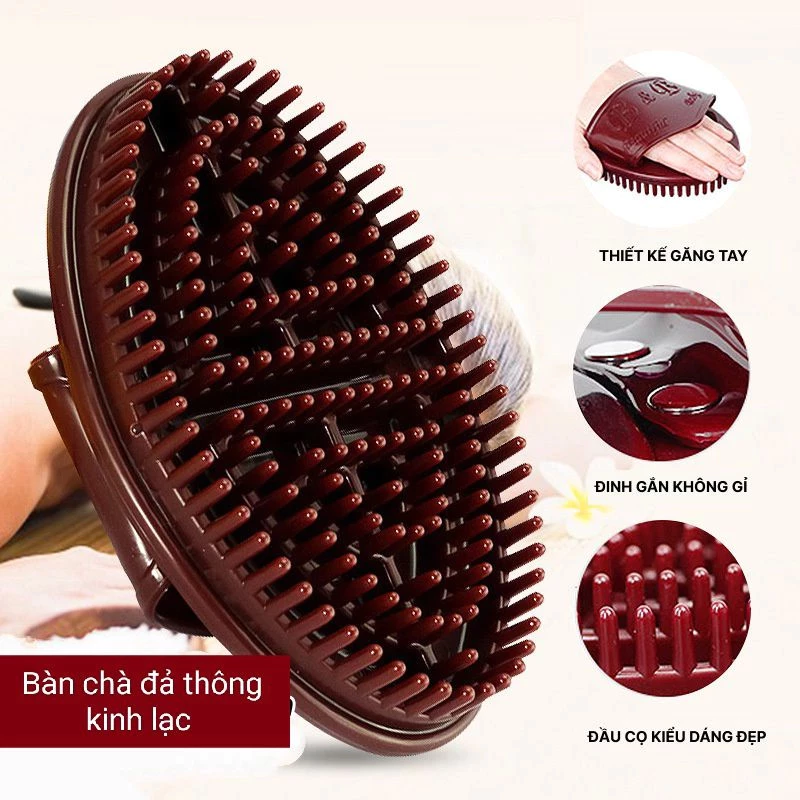 B & B
THIẾT KẾ GĂNG TAY
ĐINH GẮN KHÔNG GỈ
Bàn chà đả thông
kinh lạc
ĐẦU CỌ KIỂU DÁNG ĐẸP